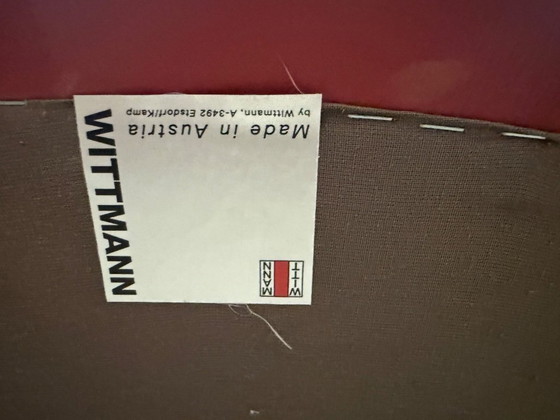 WITTMANN
Made in Austria
by Wittmann, A-3492 Etsdorf/Kamp
WITT
MANN